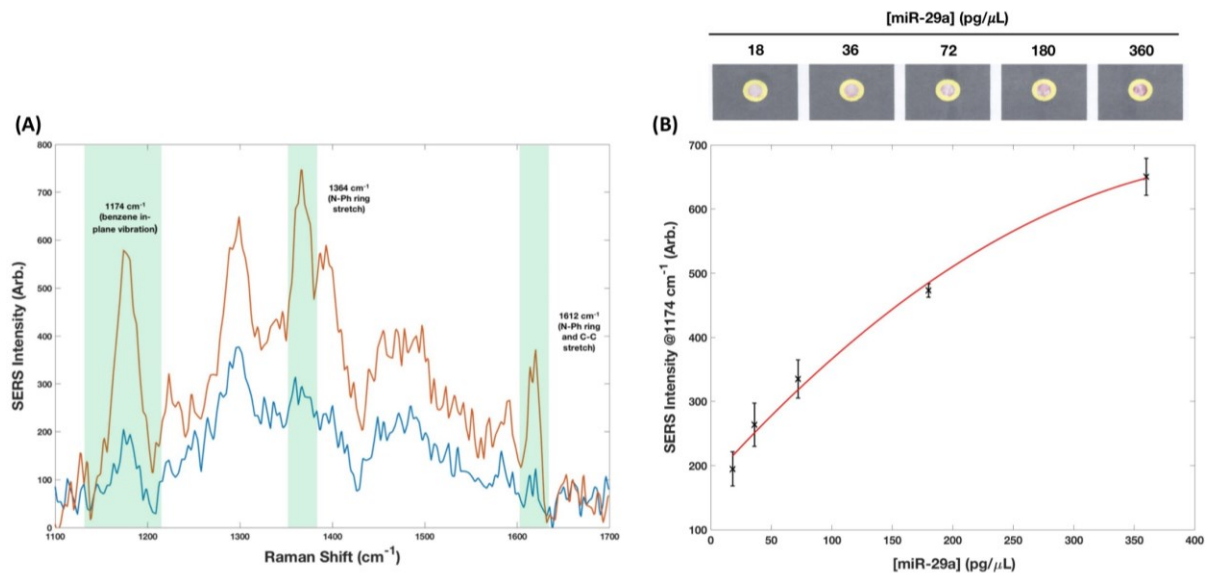 [miR-29a] (pg/µL)
18 36 72 180 360
(A)
800
700
600
500
400
300
200
100
0
SERS Intensity (Arb.)
1174 cm⁻¹
(benzene in-
plane vibration)
1364 cm⁻¹
(N-Ph ring
stretch)
1612 cm⁻¹
(N-Ph ring
and C-C
stretch)
1100 1200 1300 1400 1500 1600 1700
Raman Shift (cm⁻¹)
(B)
700
600
500
400
300
200
100
SERS Intensity @1174 cm⁻¹ (Arb.)
0 50 100 150 200 250 300 350 400
[miR-29a] (pg/µL)